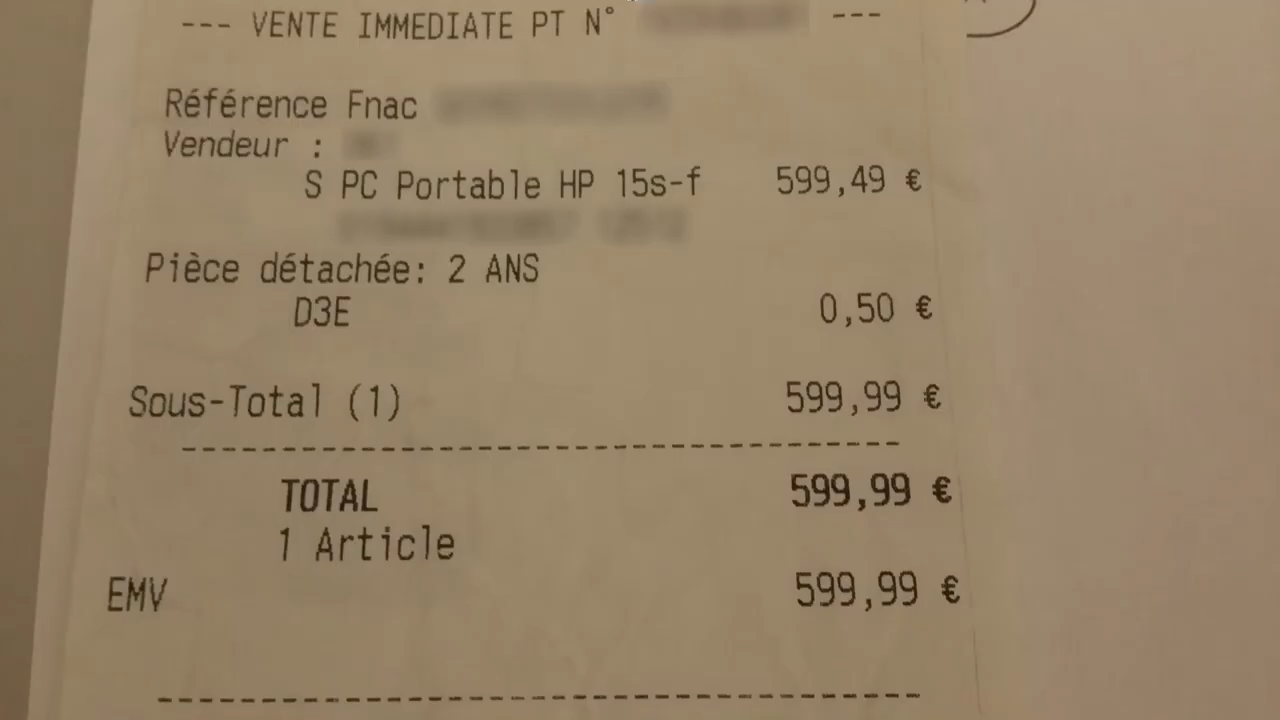 --- VENTE IMMEDIATE PT N° ---
Référence Fnac
Vendeur :
S PC Portable HP 15s-f 599,49 €
Pièce détachée: 2 ANS
D3E 0,50 €
Sous-Total (1) 599,99 €
TOTAL 599,99 €
1 Article
EMV 599,99 €